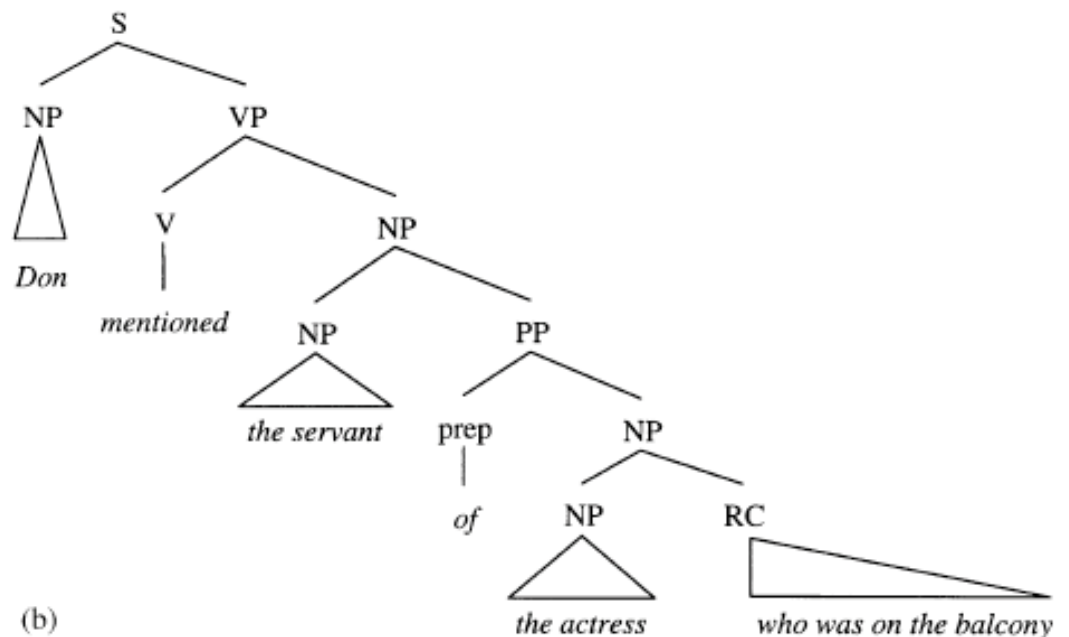 S
NP VP
V NP
Don
mentioned
NP PP
the servant prep NP
of NP RC
(b) the actress who was on the balcony